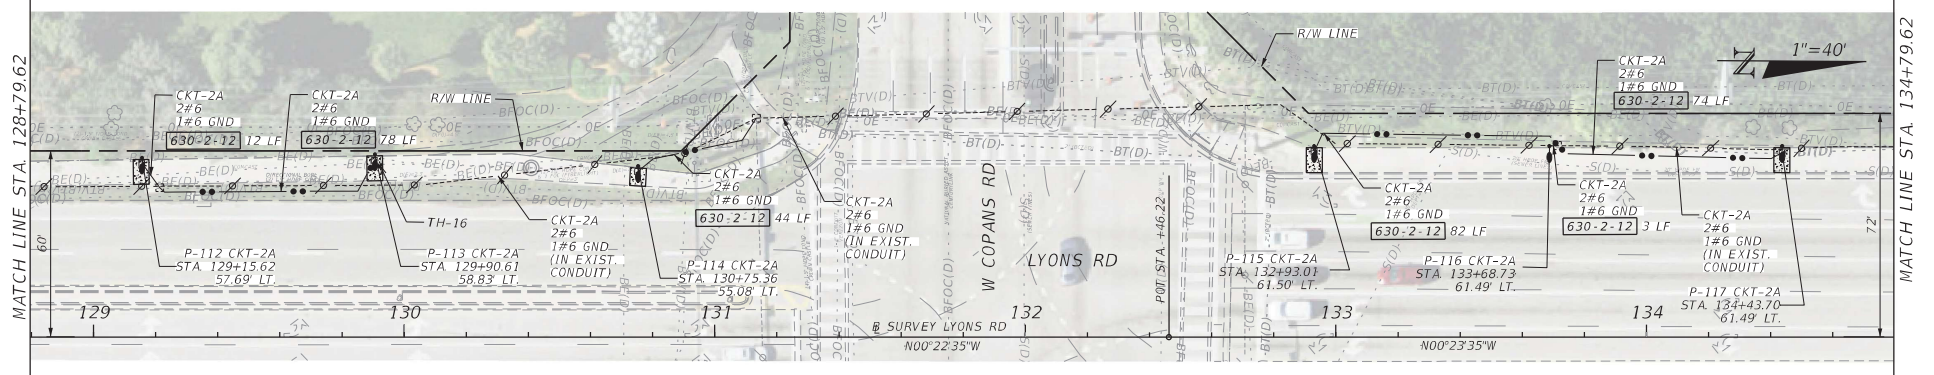 MATCH LINE STA. 128+79.62
60'
CKT-2A
2#6
1#6 GND
630-2-12 12 LF
CKT-2A
2#6
1#6 GND
630-2-12 78 LF
R/W LINE
P-112 CKT-2A
STA. 129+15.62
57.69' LT.
TH-16
P-113 CKT-2A
STA. 129+90.61
58.83' LT.
CKT-2A
2#6
1#6 GND
(IN EXIST.
CONDUIT)
P-114 CKT-2A
STA. 130+75.36
55.08' LT.
CKT-2A
2#6
1#6 GND
630-2-12 44 LF
CKT-2A
2#6
1#6 GND
(IN EXIST.
CONDUIT)
W COPANS RD
LYONS RD
POT STA. +46.22
R/W LINE
P-115 CKT-2A
STA. 132+93.01
61.50' LT.
CKT-2A
2#6
1#6 GND
630-2-12 82 LF
P-116 CKT-2A
STA. 133+68.73
61.49' LT.
CKT-2A
2#6
1#6 GND
630-2-12 3 LF
CKT-2A
2#6
1#6 GND
630-2-12 74 LF
CKT-2A
2#6
1#6 GND
(IN EXIST.
CONDUIT)
P-117 CKT-2A
STA. 134+43.70
61.49' LT.
N
1"=40'
72'
129
130
131
132
133
134
B SURVEY LYONS RD
N00°22'35"W
N00°23'35"W
BFOC(D)
BTV(D)
BE(D)
BT(D)
S(D)
OE
MATCH LINE STA. 134+79.62